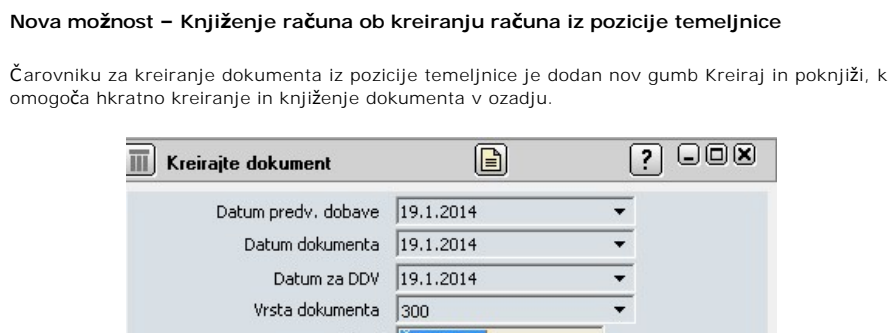 Nova možnost – Knjiženje računa ob kreiranju računa iz pozicije temeljnice
Čarovniku za kreiranje dokumenta iz pozicije temeljnice je dodan nov gumb Kreiraj in poknjiži, k
omogoča hkratno kreiranje in knjiženje dokumenta v ozadju.
Kreirajte dokument ?
Datum predv. dobave 19.1.2014
Datum dokumenta 19.1.2014
Datum za DDV 19.1.2014
Vrsta dokumenta 300